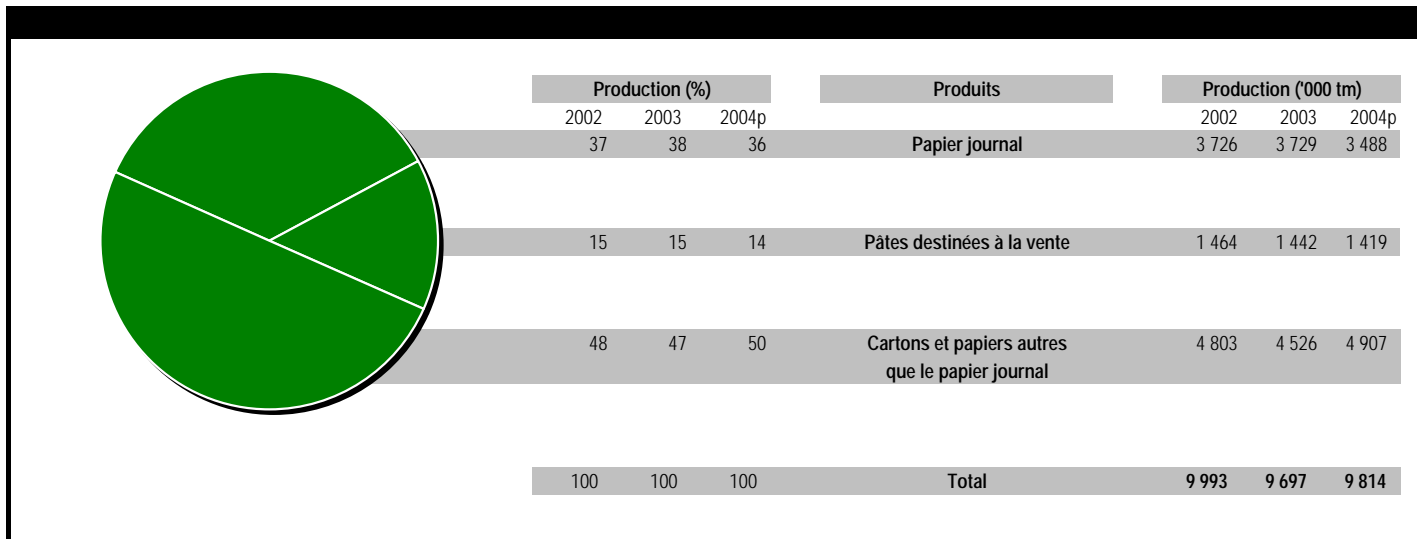 Production (%) Produits Production ('000 tm)
2002 2003 2004p 2002 2003 2004p
37 38 36 Papier journal 3 726 3 729 3 488
15 15 14 Pâtes destinées à la vente 1 464 1 442 1 419
48 47 50 Cartons et papiers autres 4 803 4 526 4 907
que le papier journal
100 100 100 Total 9 993 9 697 9 814